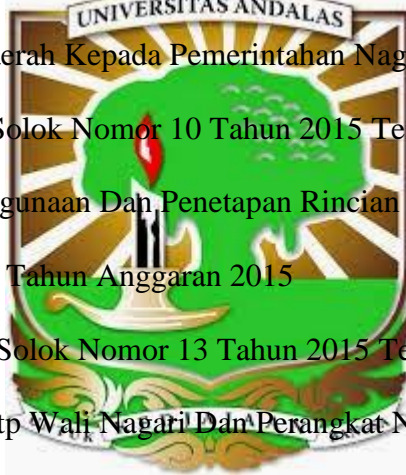 UNIVERSITAS ANDALAS
erah Kepada Pemerintahan Nag
Solok Nomor 10 Tahun 2015 Te
gunaan Dan Penetapan Rincian
Tahun Anggaran 2015
Solok Nomor 13 Tahun 2015 Te
tp Wali Nagari Dan Perangkat N